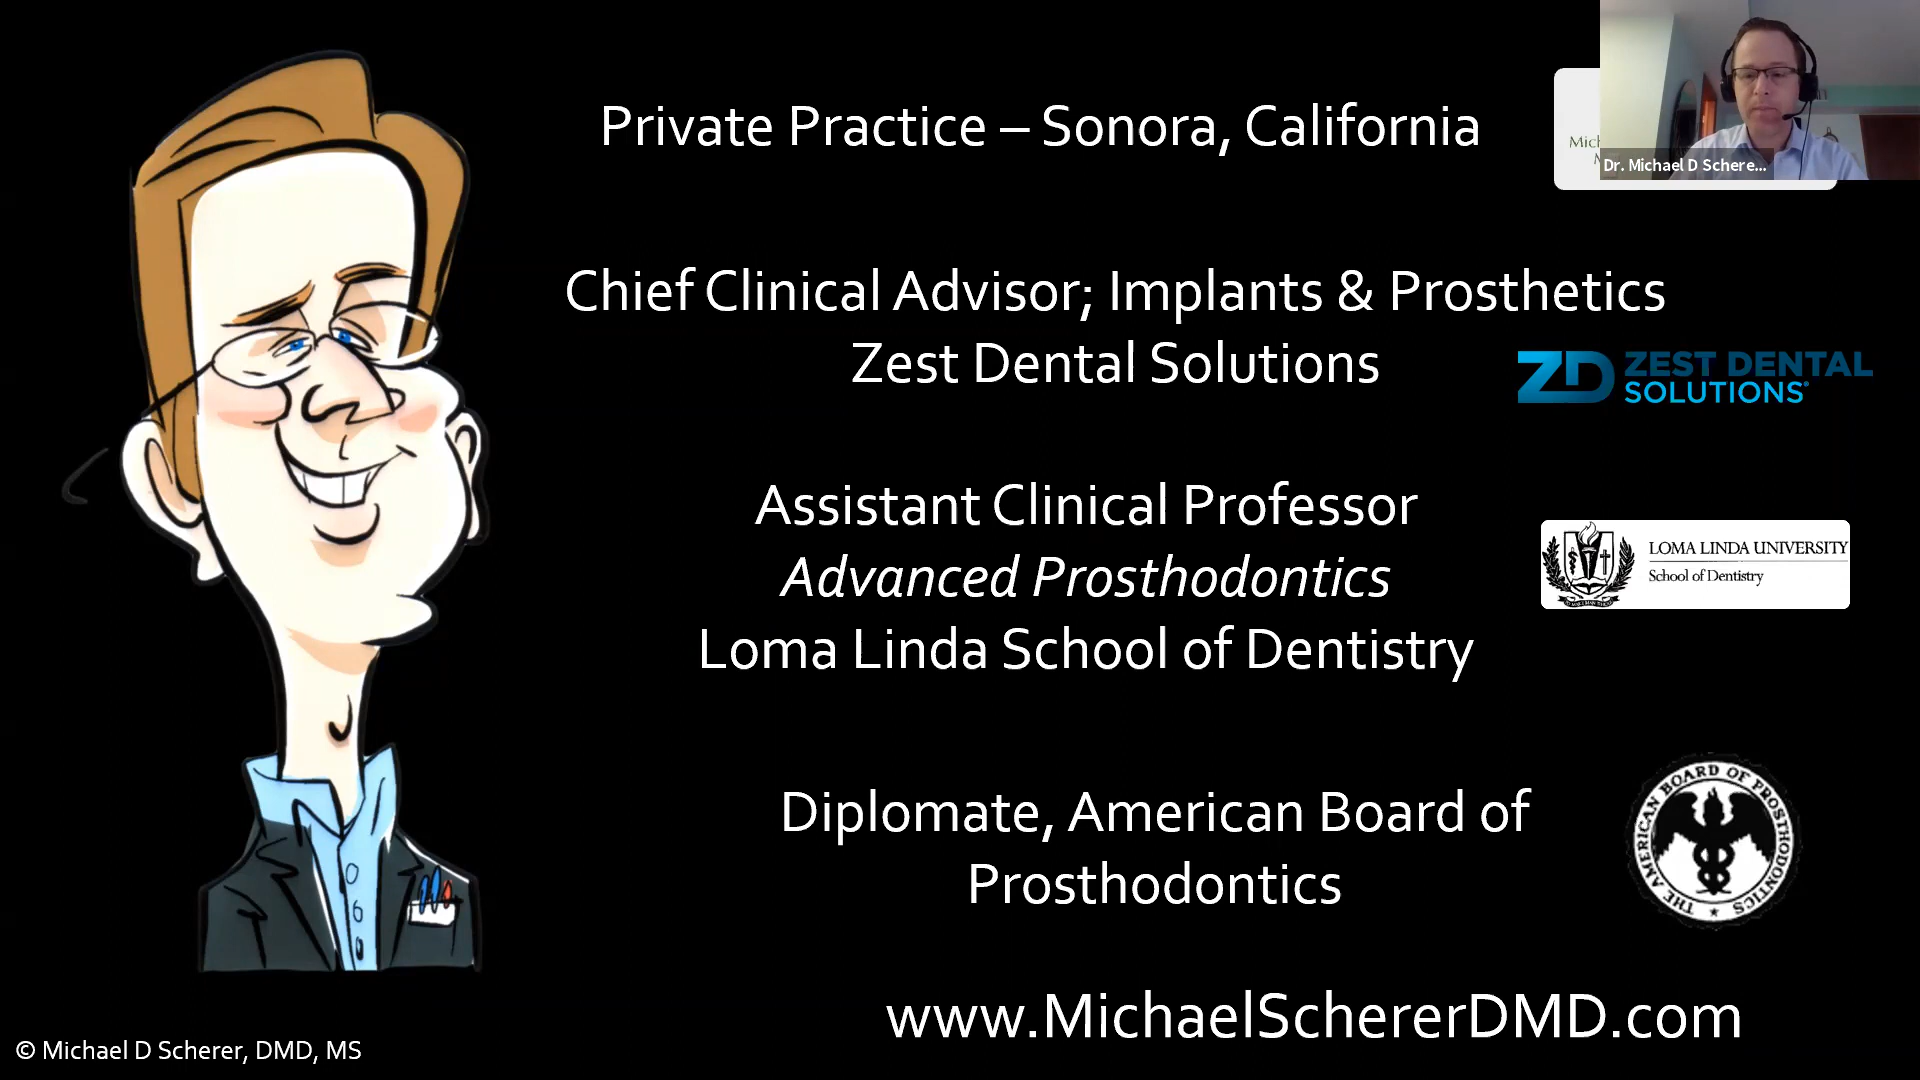 Private Practice – Sonora, California
Dr. Michael D Schere...
Chief Clinical Advisor; Implants & Prosthetics
Zest Dental Solutions
ZD ZEST DENTAL
SOLUTIONS®
Assistant Clinical Professor
Advanced Prosthodontics
Loma Linda School of Dentistry
LOMA LINDA UNIVERSITY
School of Dentistry
Diplomate, American Board of
Prosthodontics
THE AMERICAN BOARD OF PROSTHODONTICS
www.MichaelSchererDMD.com
© Michael D Scherer, DMD, MS